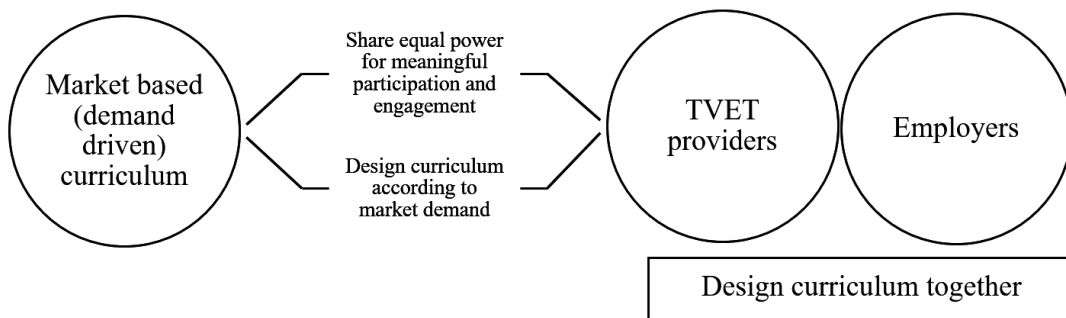 Market based
(demand
driven)
curriculum
Share equal power
for meaningful
participation and
engagement
Design curriculum
according to
market demand
TVET
providers
Employers
Design curriculum together